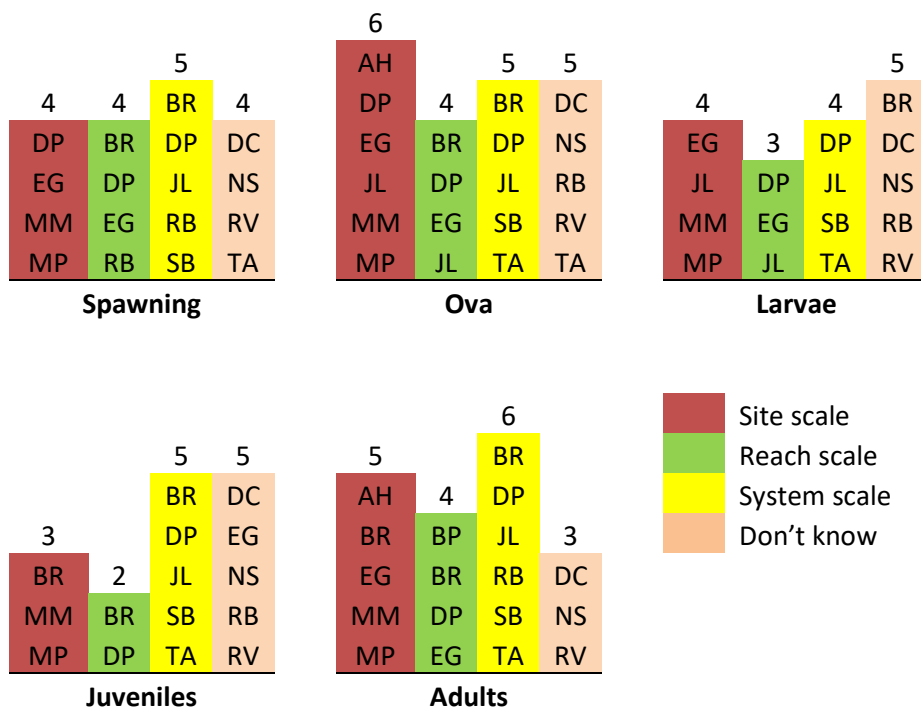 6
5
5 5
5
4 4 4
AH
BR
4
DP
BR
DC
4
4
BR
DP BR DP DC
EG BR DP NS
EG
3
DP
DC
EG DP JL NS
JL DP JL RB
JL DP JL NS
MM EG RB RV
MM EG SB RV
MM EG SB RB
MP RB SB TA
MP JL TA TA
MP JL TA RV
Spawning
Ova
Larvae
6
5 5
5
BR
BR DC
AH
4
DP
3
DP EG
BR BP JL
3
BR
2
JL NS
EG BR RB DC
MM BR SB RB
MM DP SB NS
MP DP TA RV
MP EG TA RV
Juveniles
Adults
Site scale
Reach scale
System scale
Don’t know